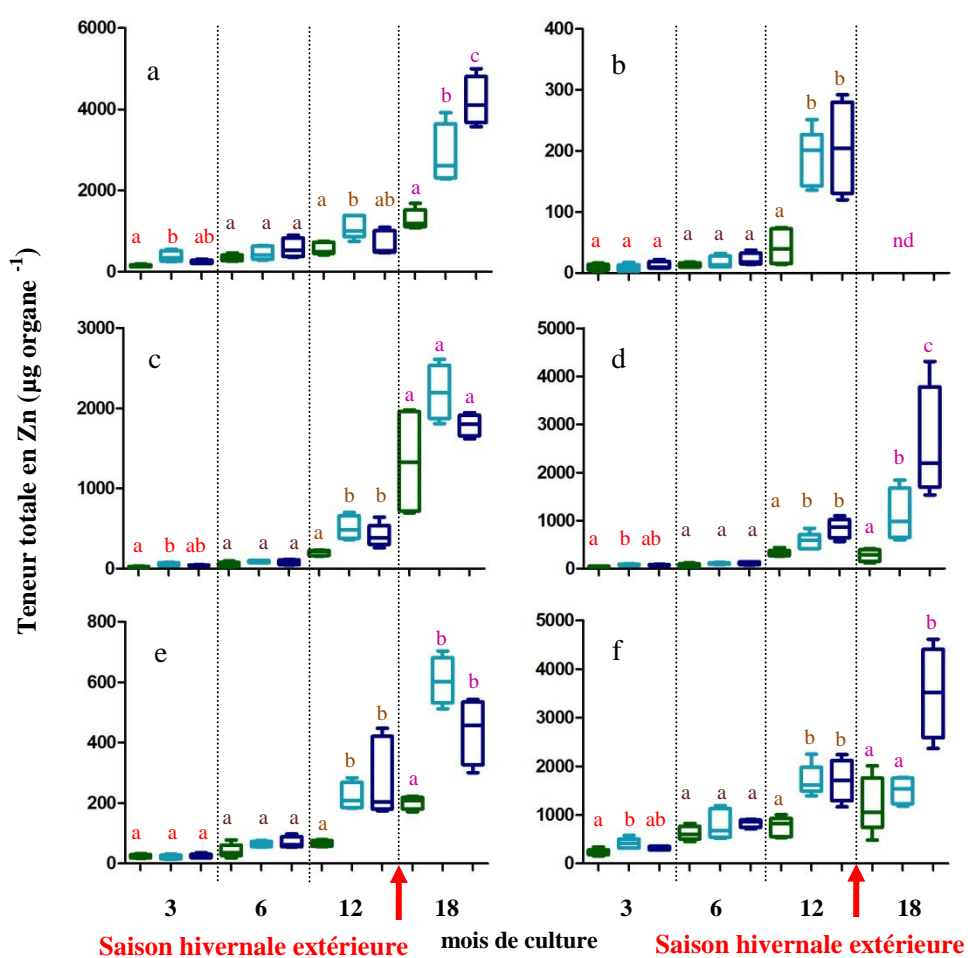 Teneur totale en Zn (µg organe -1)
a
6000
4000
2000
0
a b ab
a a a
a b ab
a b c
b
400
300
200
100
0
a a a
a a a
a b b
nd
c
3000
2000
1000
0
a b ab
a a a
a b b
a a a
d
5000
4000
3000
2000
1000
0
a b ab
a a a
a b b
a b c
e
800
600
400
200
0
a a a
a a a
a b b
a b b
f
5000
4000
3000
2000
1000
0
a b ab
a a a
a b b
a a b
3 6 12 18
3 6 12 18
Saison hivernale extérieure mois de culture Saison hivernale extérieure